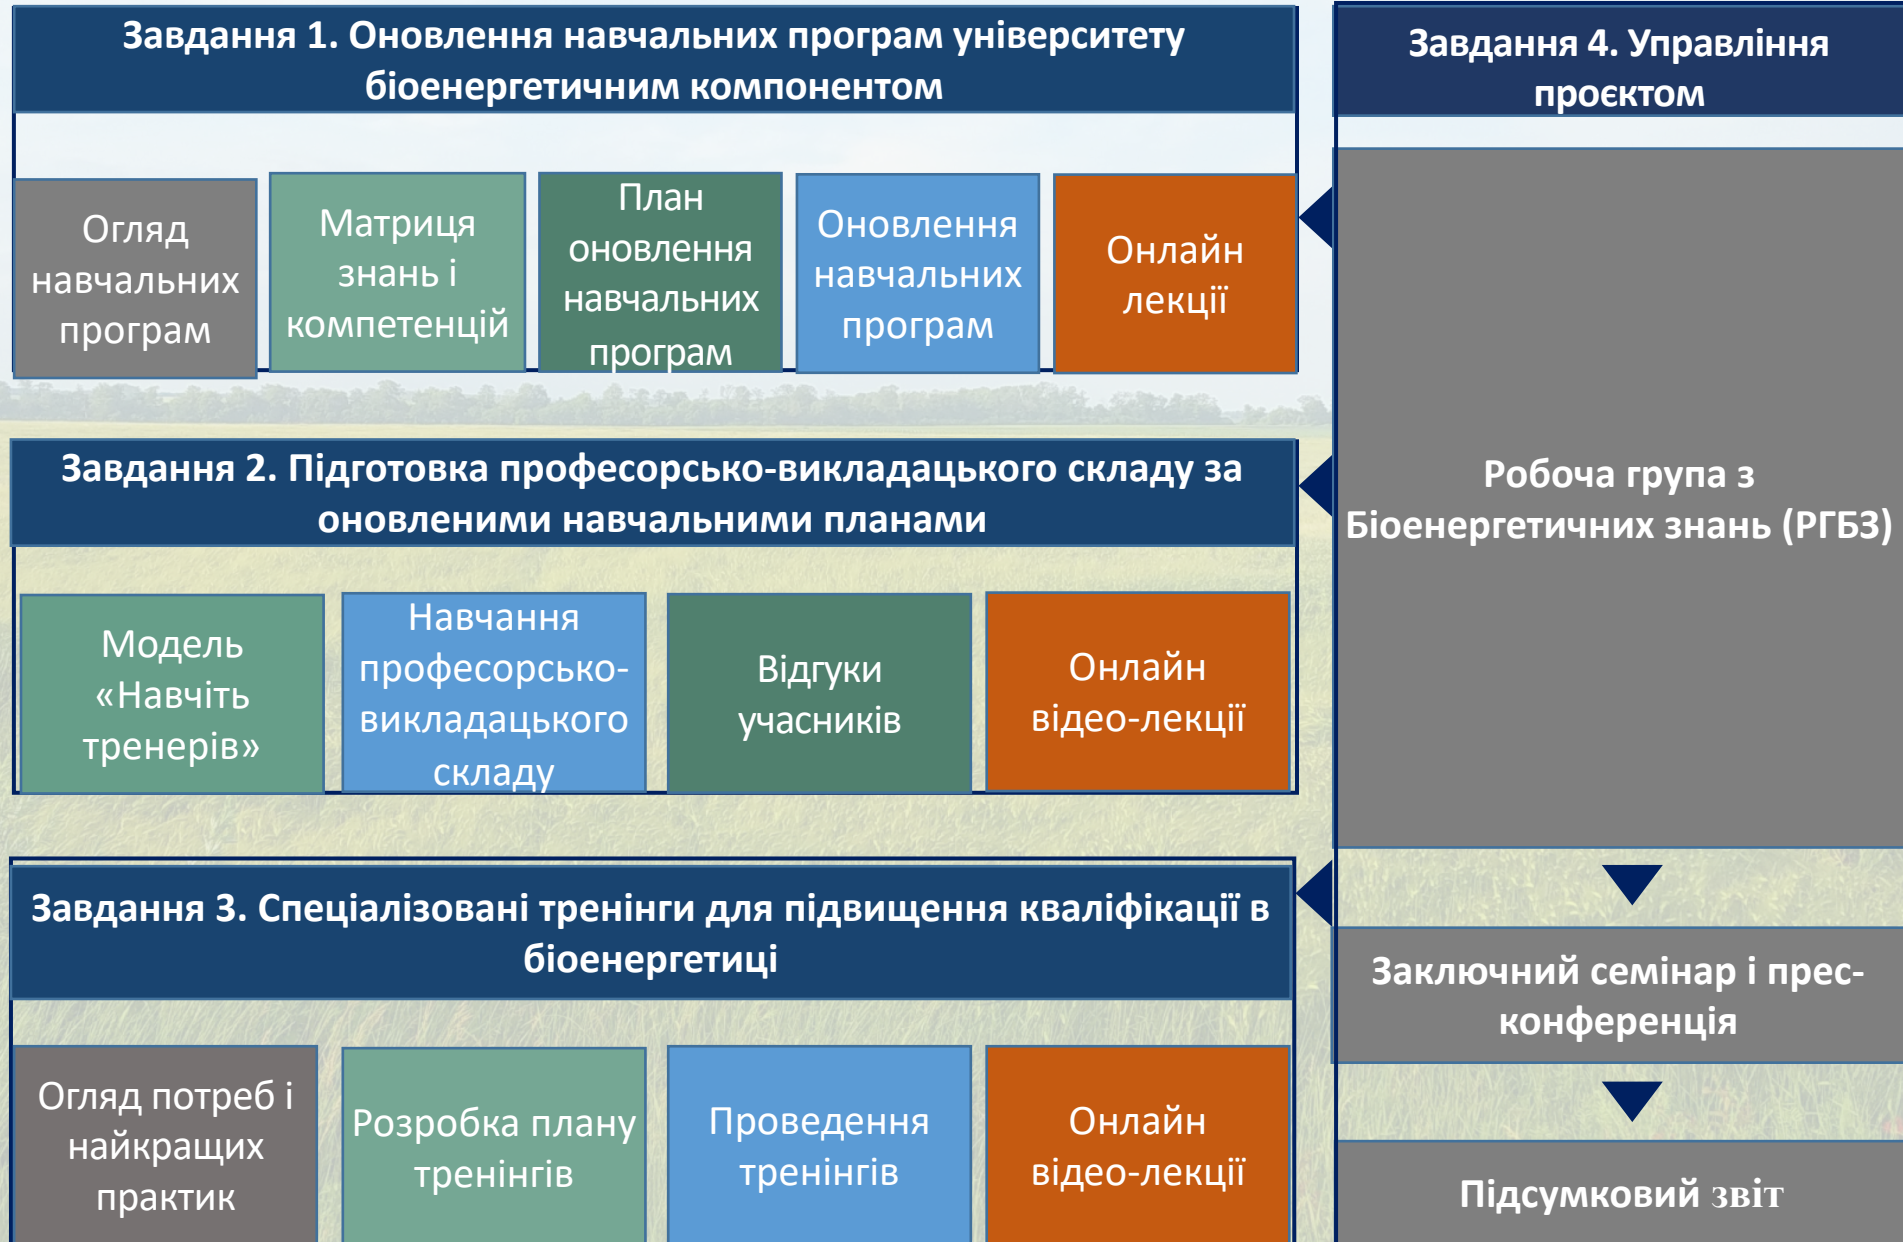 Завдання 1. Оновлення навчальних програм університету
біоенергетичним компонентом
Огляд
навчальних
програм
Матриця
знань і
компетенцій
План
оновлення
навчальних
програм
Оновлення
навчальних
програм
Онлайн
лекції
Завдання 2. Підготовка професорсько-викладацького складу за
оновленими навчальними планами
Модель
«Навчіть
тренерів»
Навчання
професорсько-
викладацького
складу
Відгуки
учасників
Онлайн
відео-лекції
Завдання 3. Спеціалізовані тренінги для підвищення кваліфікації в
біоенергетиці
Огляд потреб і
найкращих
практик
Розробка плану
тренінгів
Проведення
тренінгів
Онлайн
відео-лекції
Завдання 4. Управління
проєктом
Робоча група з
Біоенергетичних знань (РГБЗ)
Заключний семінар і прес-
конференція
Підсумковий звіт